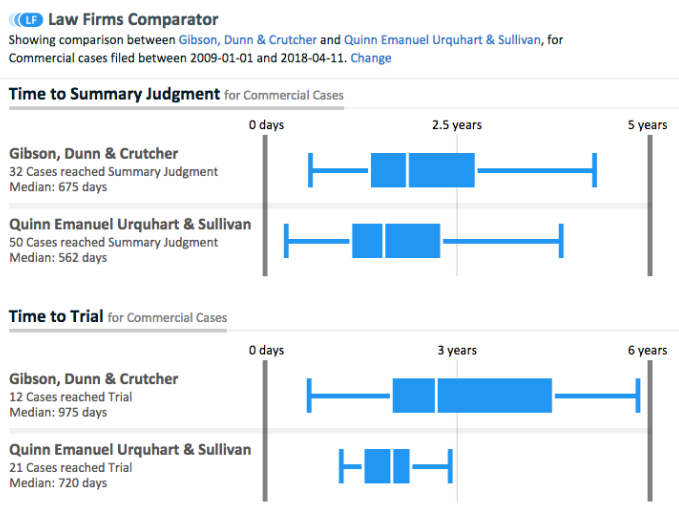 LF Law Firms Comparator
Showing comparison between Gibson, Dunn & Crutcher and Quinn Emanuel Urquhart & Sullivan, for
Commercial cases filed between 2009-01-01 and 2018-04-11. Change
Time to Summary Judgment for Commercial Cases
0 days 2.5 years 5 years
Gibson, Dunn & Crutcher
32 Cases reached Summary Judgment
Median: 675 days
Quinn Emanuel Urquhart & Sullivan
50 Cases reached Summary Judgment
Median: 562 days
Time to Trial for Commercial Cases
0 days 3 years 6 years
Gibson, Dunn & Crutcher
12 Cases reached Trial
Median: 975 days
Quinn Emanuel Urquhart & Sullivan
21 Cases reached Trial
Median: 720 days